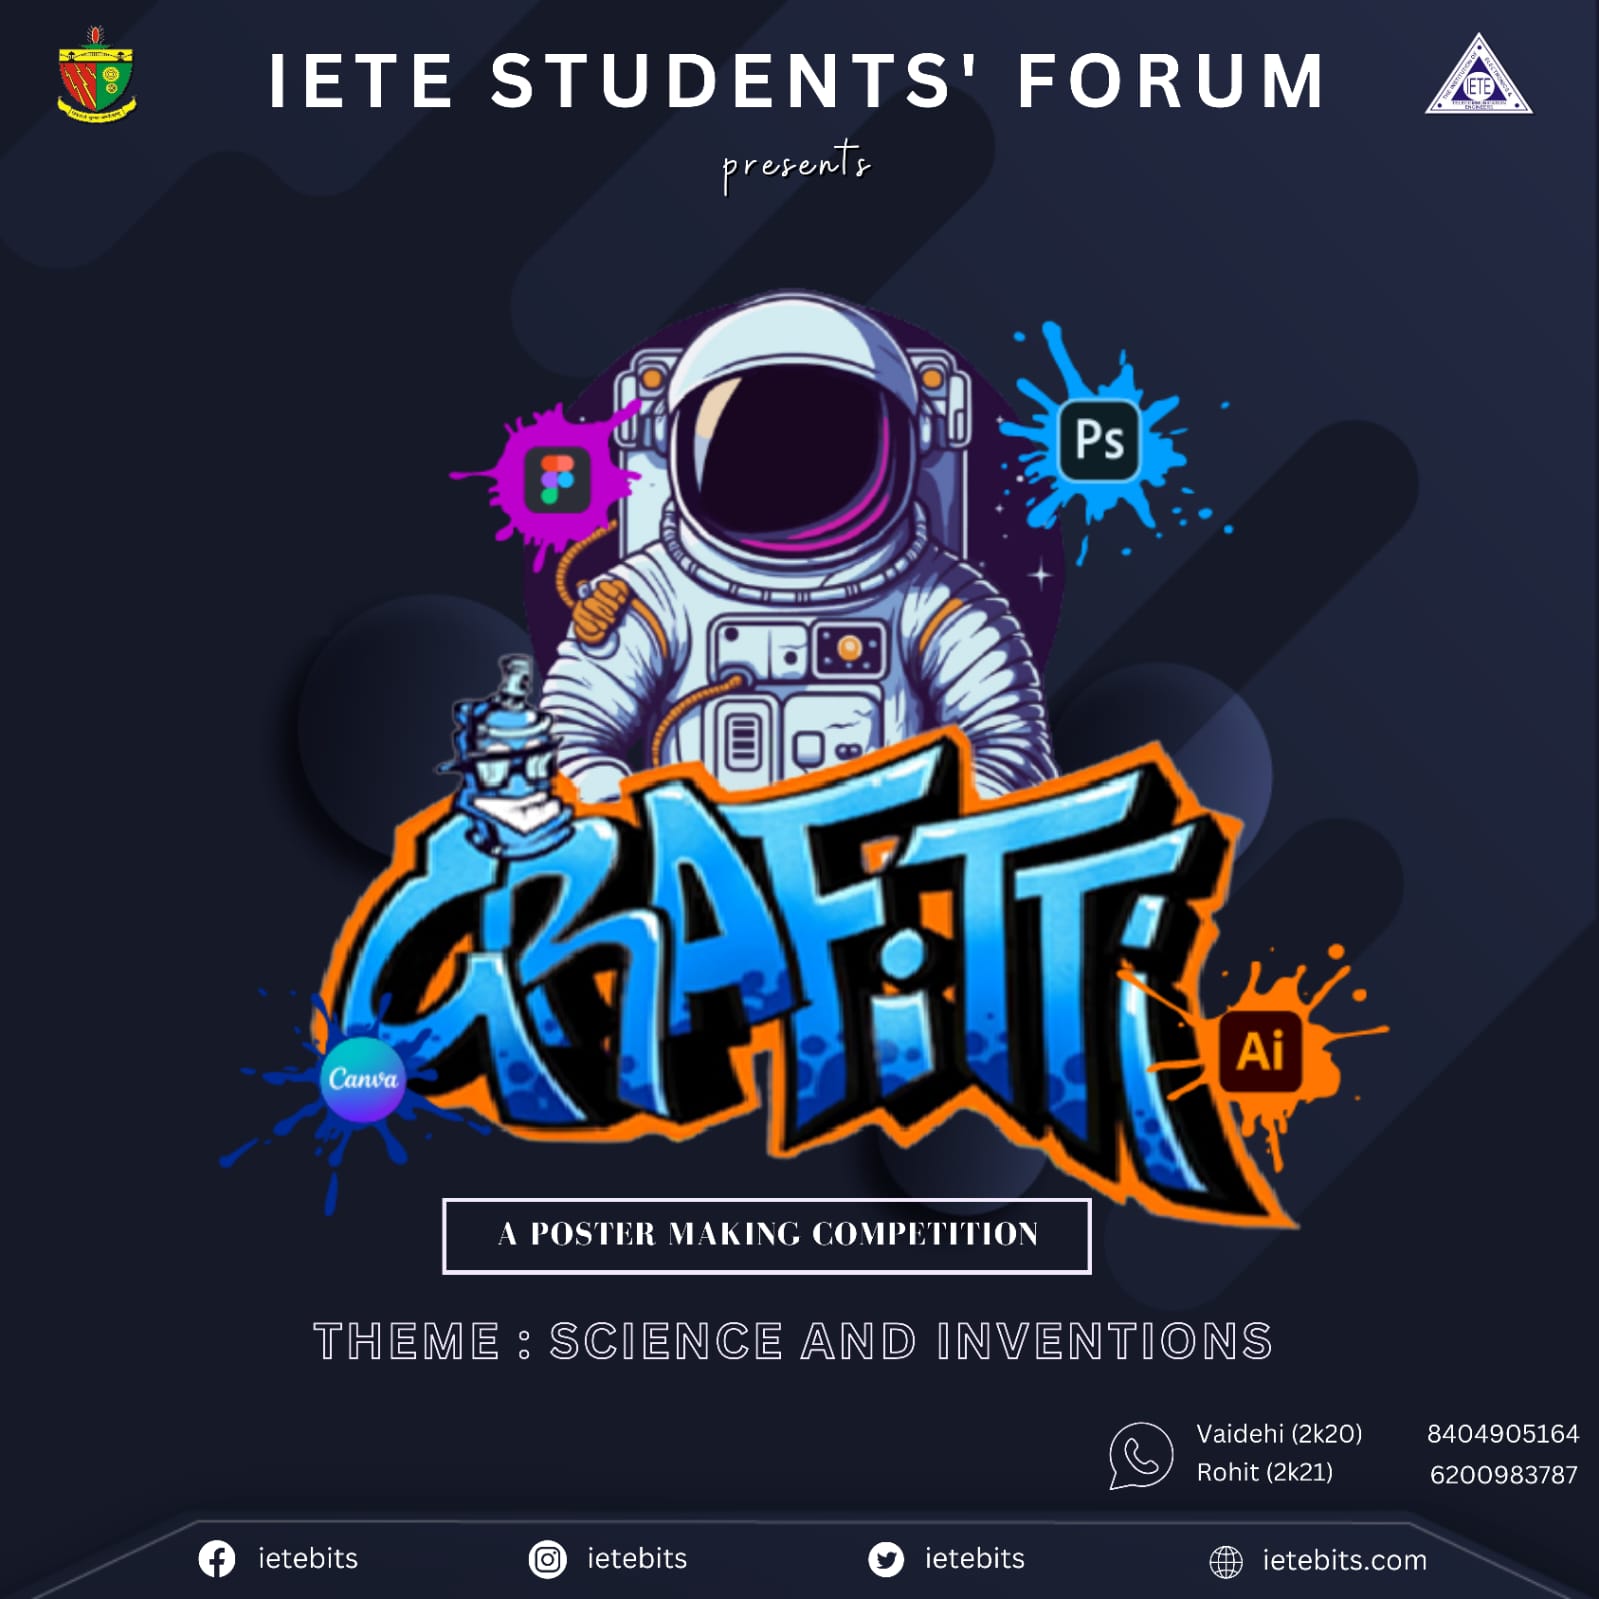 IETE STUDENTS' FORUM
presents
IETE
Ps
GRAFiTTi
Canva
Ai
A POSTER MAKING COMPETITION
THEME : SCIENCE AND INVENTIONS
Vaidehi (2k20) 8404905164
Rohit (2k21) 6200983787
ietebits ietebits ietebits ietebits.com